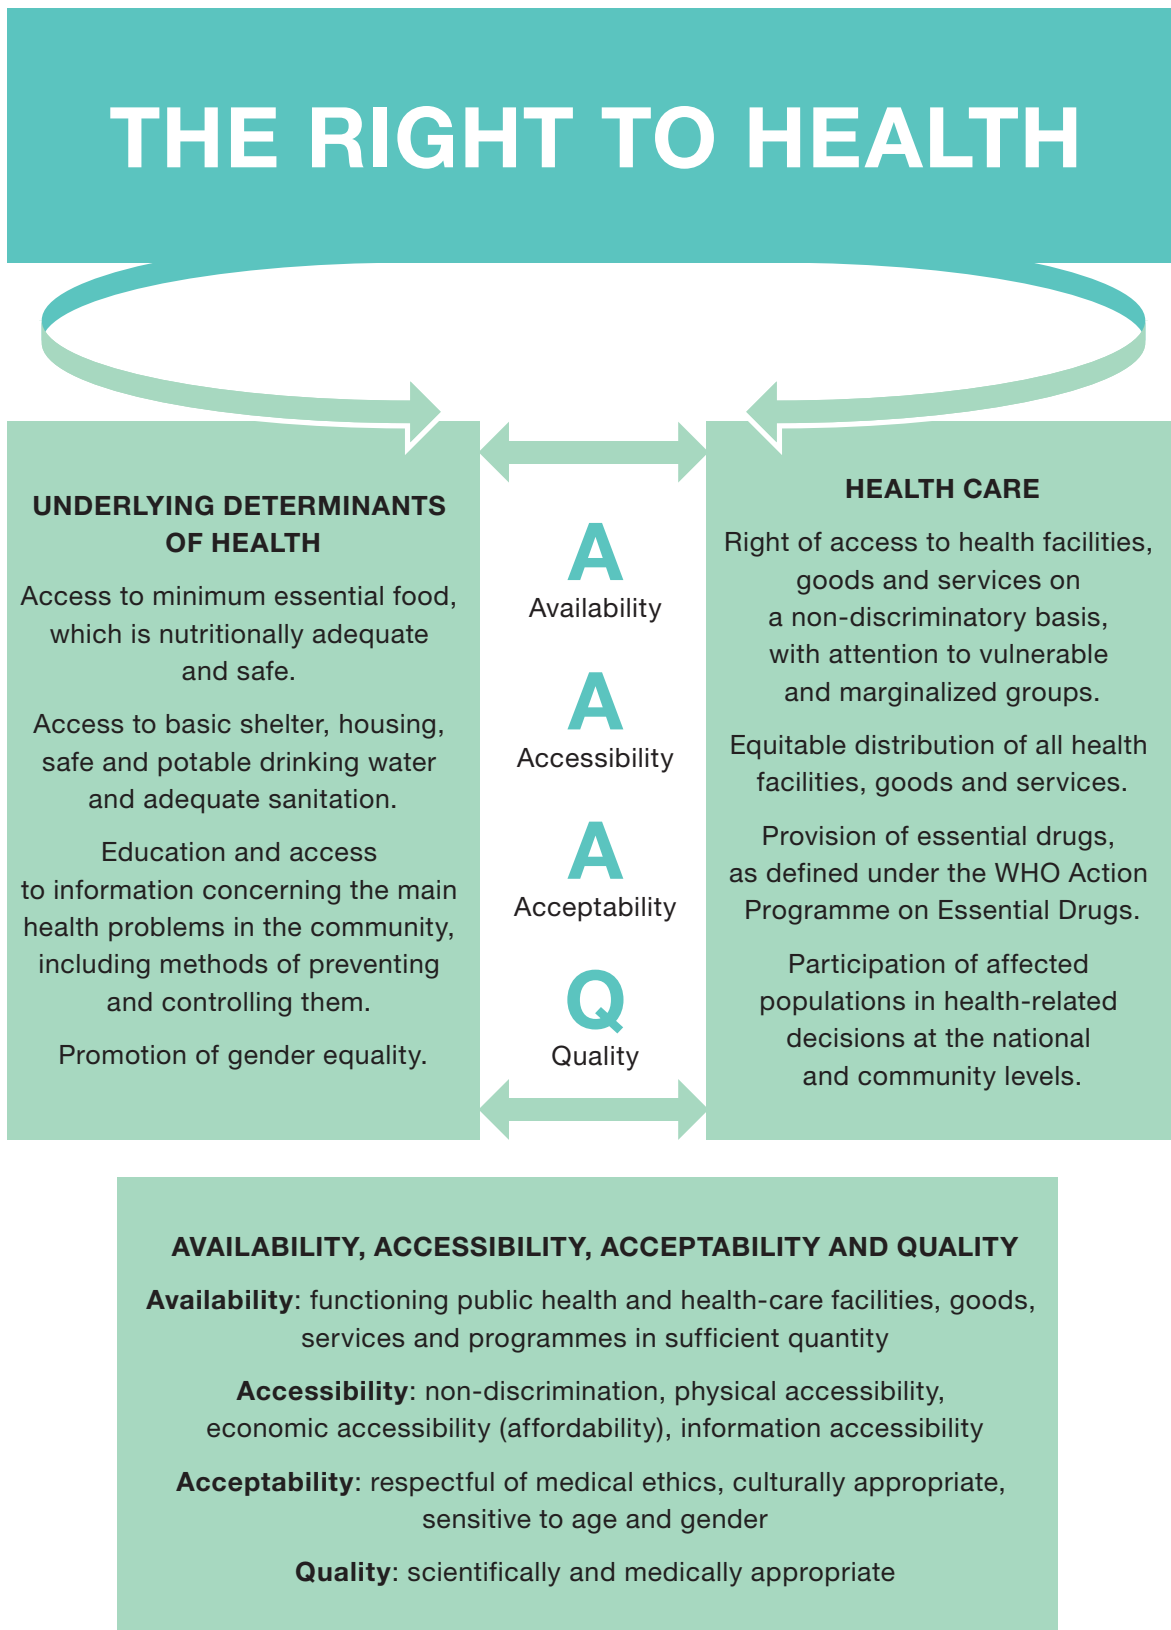 THE RIGHT TO HEALTH
UNDERLYING DETERMINANTS
OF HEALTH
Access to minimum essential food,
which is nutritionally adequate
and safe.
Access to basic shelter, housing,
safe and potable drinking water
and adequate sanitation.
Education and access
to information concerning the main
health problems in the community,
including methods of preventing
and controlling them.
Promotion of gender equality.
A
Availability
A
Accessibility
A
Acceptability
Q
Quality
HEALTH CARE
Right of access to health facilities,
goods and services on
a non-discriminatory basis,
with attention to vulnerable
and marginalized groups.
Equitable distribution of all health
facilities, goods and services.
Provision of essential drugs,
as defined under the WHO Action
Programme on Essential Drugs.
Participation of affected
populations in health-related
decisions at the national
and community levels.
AVAILABILITY, ACCESSIBILITY, ACCEPTABILITY AND QUALITY
Availability: functioning public health and health-care facilities, goods,
services and programmes in sufficient quantity
Accessibility: non-discrimination, physical accessibility,
economic accessibility (affordability), information accessibility
Acceptability: respectful of medical ethics, culturally appropriate,
sensitive to age and gender
Quality: scientifically and medically appropriate